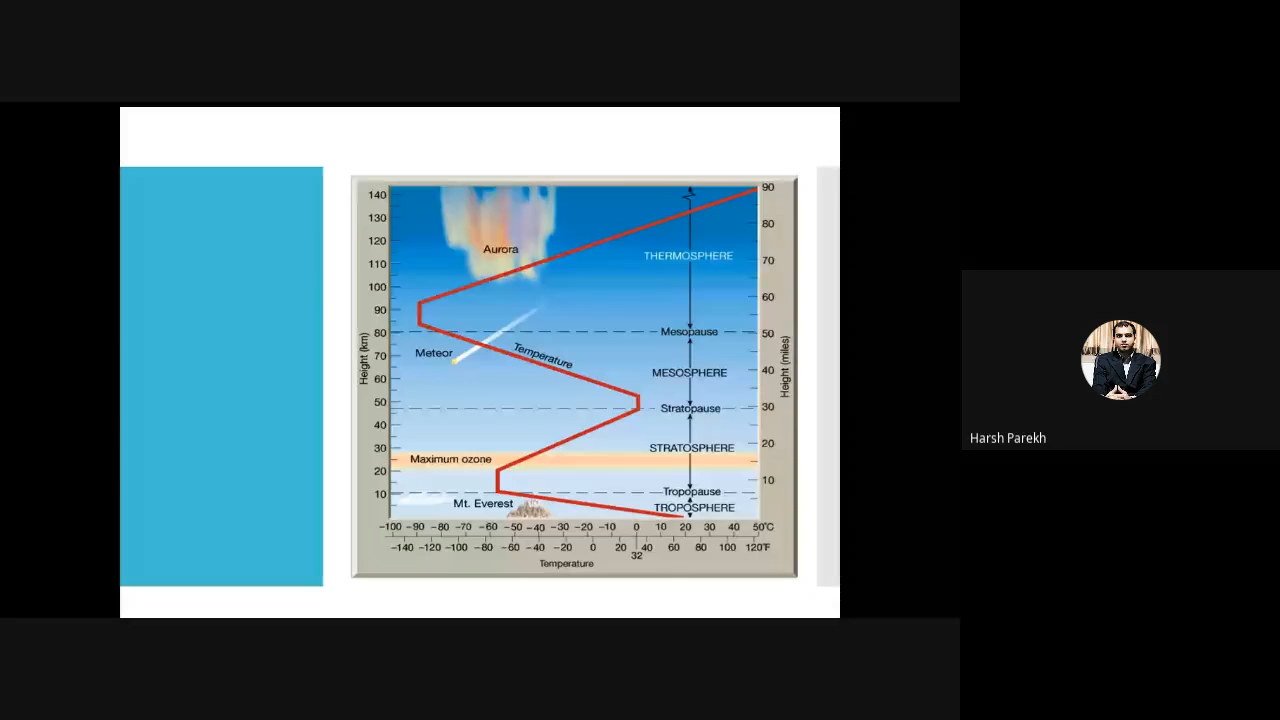 140
130
120
110
100
90
80
70
60
50
40
30
20
10
Height (km)
90
80
70
60
50
40
30
20
10
Height (miles)
Aurora
THERMOSPHERE
Mesopause
Meteor
Temperature
MESOSPHERE
Stratopause
STRATOSPHERE
Maximum ozone
Tropopause
Mt. Everest
TROPOSPHERE
−100 −90 −80 −70 −60 −50 −40 −30 −20 −10 0 10 20 30 40 50°C
−140 −120 −100 −80 −60 −40 −20 0 20 40 60 80 100 120°F
32
Temperature
Harsh Parekh